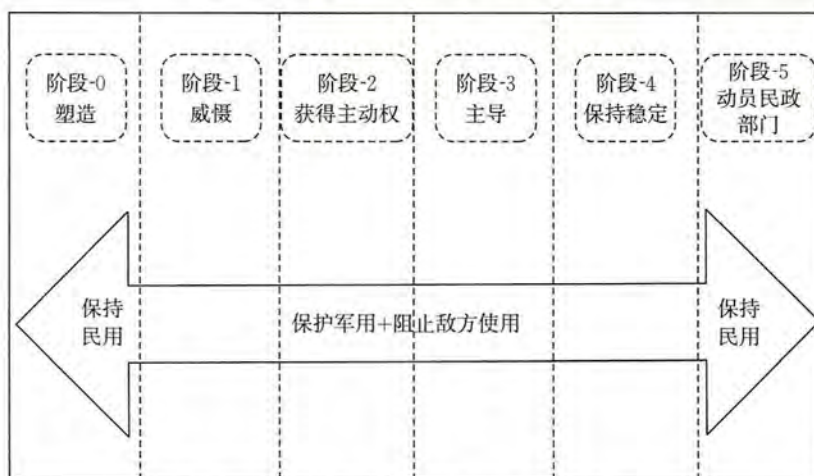 阶段-0
塑造
阶段-1
威慑
阶段-2
获得主动权
阶段-3
主导
阶段-4
保持稳定
阶段-5
动员民政
部门
保持
民用
保护军用+阻止敌方使用
保持
民用